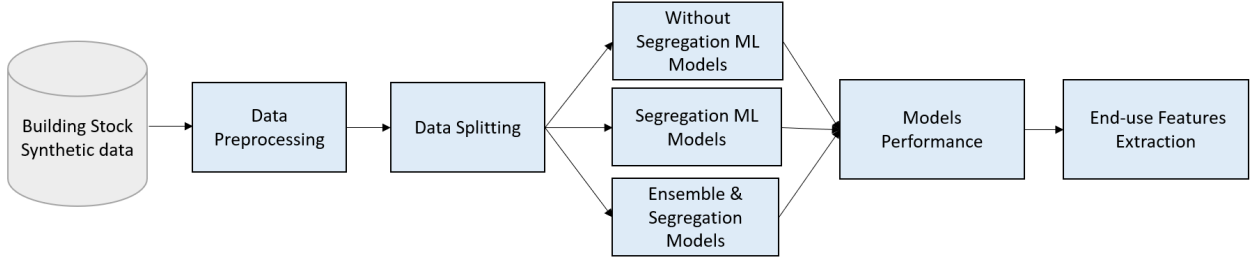 Building Stock
Synthetic data
Data
Preprocessing
Data Splitting
Without
Segregation ML
Models
Segregation ML
Models
Ensemble &
Segregation
Models
Models
Performance
End-use Features
Extraction